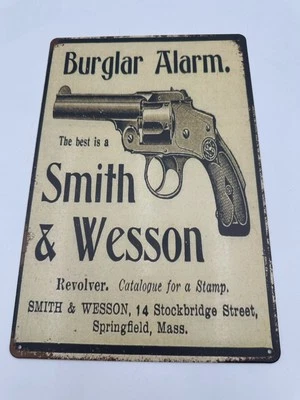 Burglar Alarm.
The best is a
Smith
& Wesson
Revolver. Catalogue for a Stamp.
SMITH & WESSON, 14 Stockbridge Street,
Springfield, Mass.